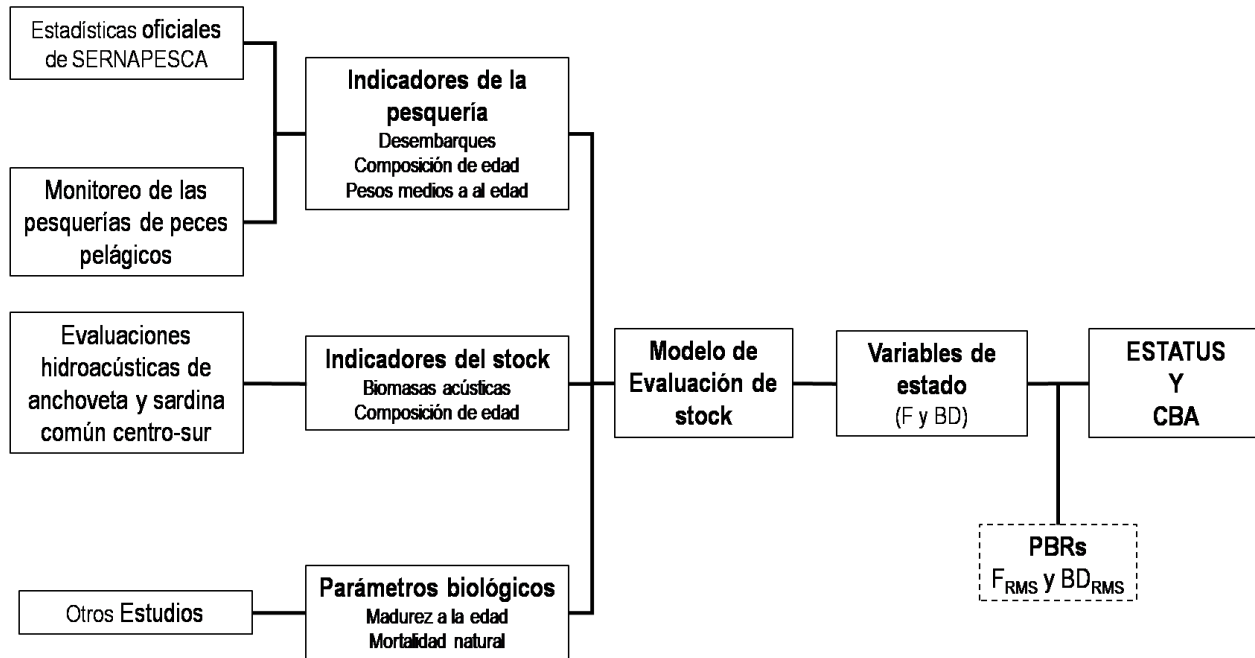 Estadísticas oficiales
de SERNAPESCA
Monitoreo de las
pesquerías de peces
pelágicos
Evaluaciones
hidroacústicas de
anchoveta y sardina
común centro-sur
Otros Estudios
Indicadores de la
pesquería
Desembarques
Composición de edad
Pesos medios a al edad
Indicadores del stock
Biomasas acústicas
Composición de edad
Parámetros biológicos
Madurez a la edad
Mortalidad natural
Modelo de
Evaluación de
stock
Variables de
estado
(F y BD)
ESTATUS
Y
CBA
PBRs
F_RMS y BD_RMS